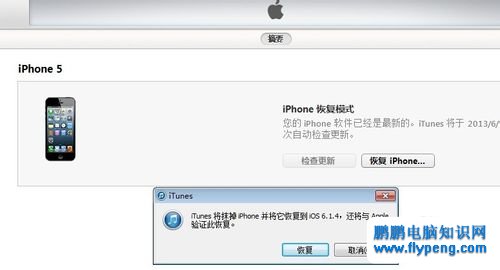 摘要
iPhone 5
iPhone 恢复模式
您的 iPhone 软件已经是最新的。iTunes 将于 2013/6/
次自动检查更新。
检查更新
恢复 iPhone...
iTunes
iTunes 将抹掉 iPhone 并将它恢复到 iOS 6.1.4，还将与 Apple
验证此恢复。
恢复
取消
鹏鹏电脑知识网
www.flypeng.com